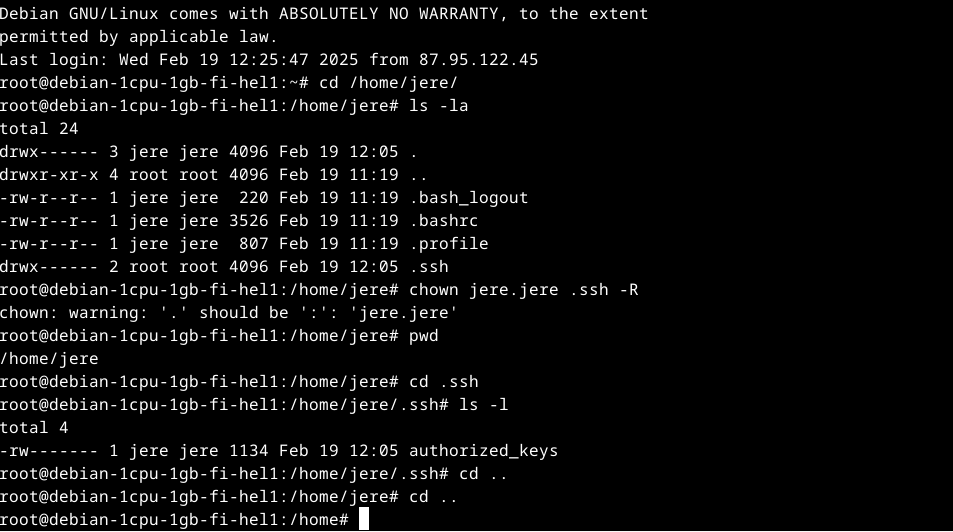 Debian GNU/Linux comes with ABSOLUTELY NO WARRANTY, to the extent
permitted by applicable law.
Last login: Wed Feb 19 12:25:47 2025 from 87.95.122.45
root@debian-1cpu-1gb-fi-hel1:~# cd /home/jere/
root@debian-1cpu-1gb-fi-hel1:/home/jere# ls -la
total 24
drwx------ 3 jere jere 4096 Feb 19 12:05 .
drwxr-xr-x 4 root root 4096 Feb 19 11:19 ..
-rw-r--r-- 1 jere jere  220 Feb 19 11:19 .bash_logout
-rw-r--r-- 1 jere jere 3526 Feb 19 11:19 .bashrc
-rw-r--r-- 1 jere jere  807 Feb 19 11:19 .profile
drwx------ 2 root root 4096 Feb 19 12:05 .ssh
root@debian-1cpu-1gb-fi-hel1:/home/jere# chown jere.jere .ssh -R
chown: warning: '.' should be ':': 'jere.jere'
root@debian-1cpu-1gb-fi-hel1:/home/jere# pwd
/home/jere
root@debian-1cpu-1gb-fi-hel1:/home/jere# cd .ssh
root@debian-1cpu-1gb-fi-hel1:/home/jere/.ssh# ls -l
total 4
-rw------- 1 jere jere 1134 Feb 19 12:05 authorized_keys
root@debian-1cpu-1gb-fi-hel1:/home/jere/.ssh# cd ..
root@debian-1cpu-1gb-fi-hel1:/home/jere# cd ..
root@debian-1cpu-1gb-fi-hel1:/home#